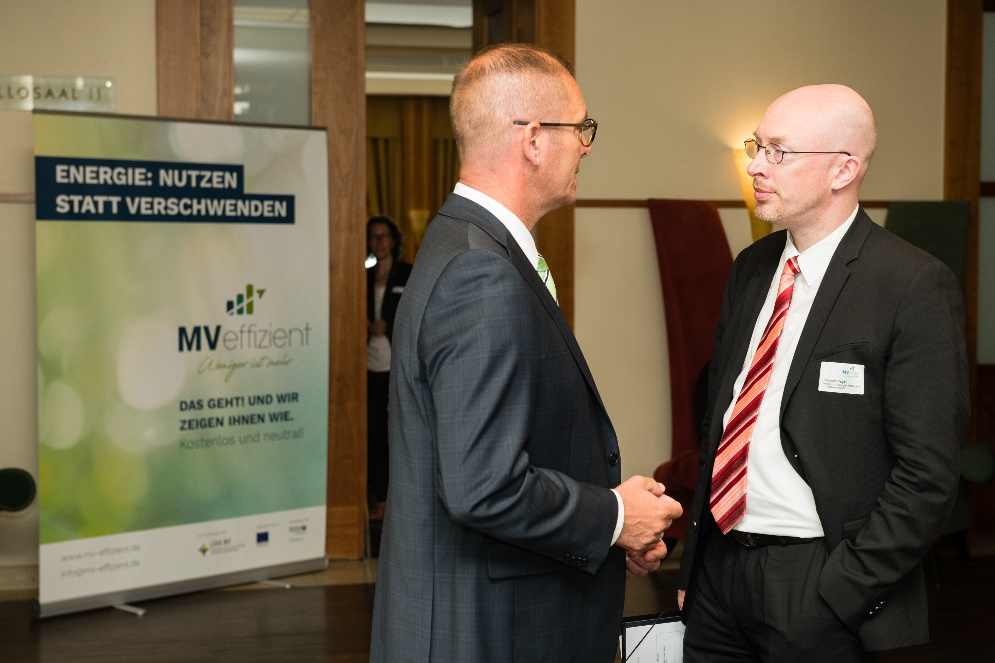 LLOSAAL II
ENERGIE: NUTZEN
STATT VERSCHWENDEN
MVeffizient
Weniger ist mehr
DAS GEHT! UND WIR
ZEIGEN IHNEN WIE.
Kostenlos und neutral!
www.mv-effizient.de
info@mv-effizient.de